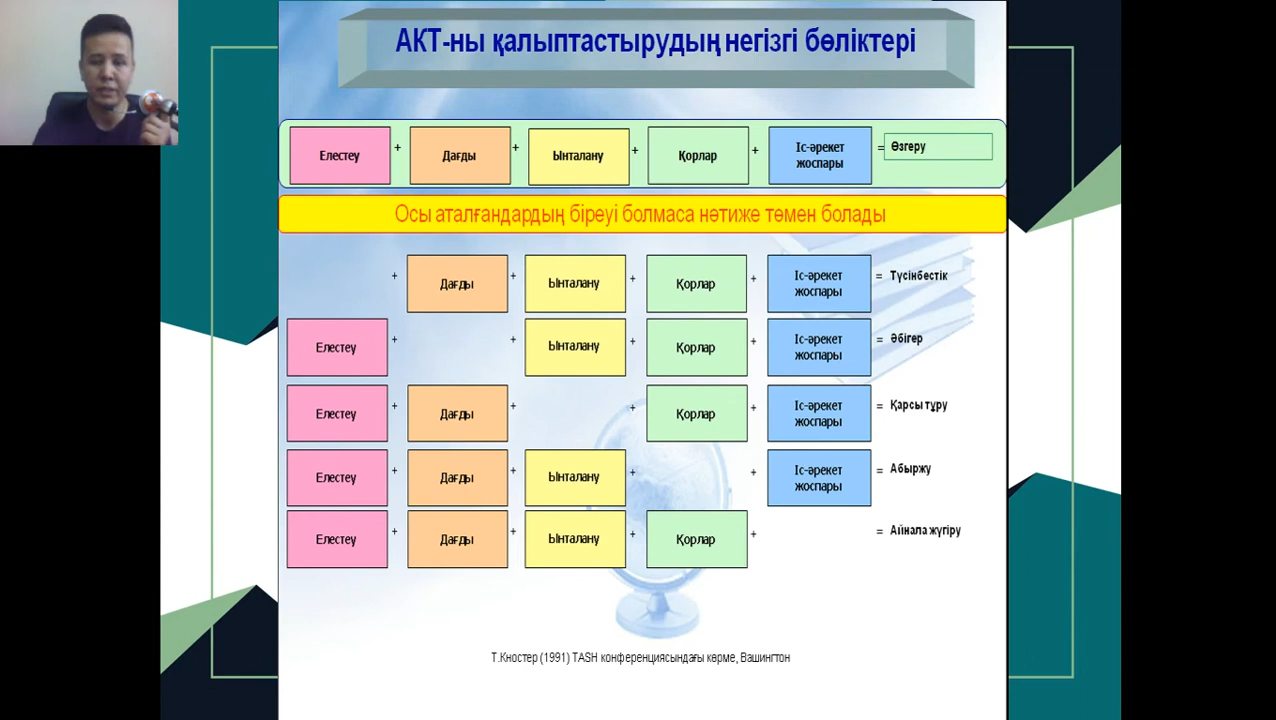 АКТ-ны қалыптастырудың негізгі бөліктері
Елестеу + Дағды + Ынталану + Қорлар + Іс-әрекет жоспары = Өзгеру
Осы аталғандардың біреуі болмаса нәтиже төмен болады
+ Дағды + Ынталану + Қорлар + Іс-әрекет жоспары = Түсінбестік
Елестеу + + Ынталану + Қорлар + Іс-әрекет жоспары = Әбігер
Елестеу + Дағды + + Қорлар + Іс-әрекет жоспары = Қарсы тұру
Елестеу + Дағды + Ынталану + + Іс-әрекет жоспары = Абыржу
Елестеу + Дағды + Ынталану + Қорлар + = Айнала жүгіру
Т.Кностер (1991) TASH конференциясындағы көрме, Вашингтон